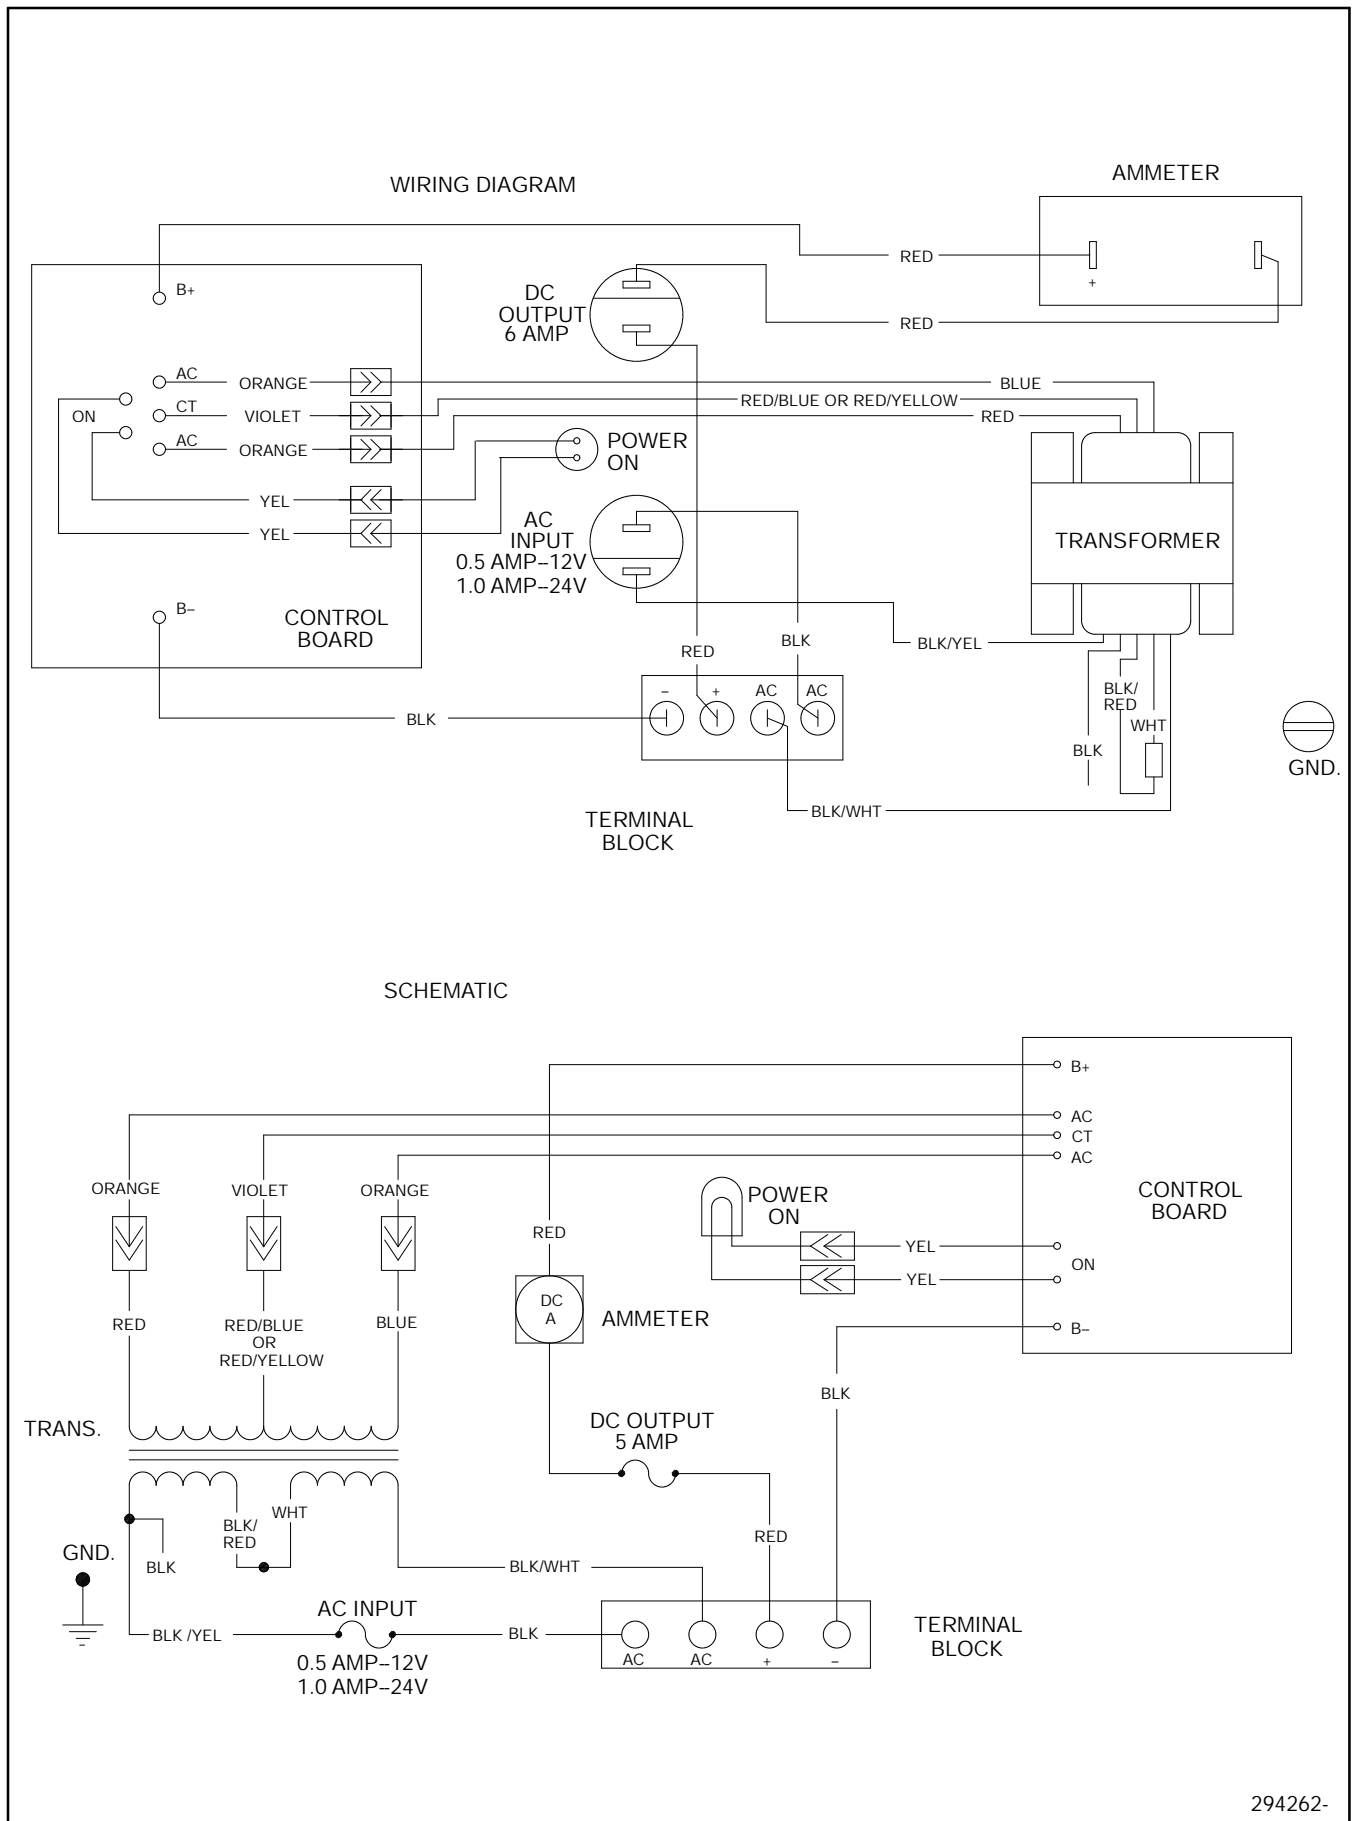 WIRING DIAGRAM
AMMETER
RED
+
RED
B+
DC
OUTPUT
6 AMP
AC
ORANGE
BLUE
CT
VIOLET
RED/BLUE OR RED/YELLOW
ON
RED
AC
ORANGE
POWER
ON
YEL
YEL
AC
INPUT
0.5 AMP--12V
1.0 AMP--24V
TRANSFORMER
B–
CONTROL
BOARD
RED
BLK
BLK/YEL
– + AC AC
BLK
BLK/
RED
WHT
BLK
GND.
BLK/WHT
TERMINAL
BLOCK
SCHEMATIC
B+
AC
CT
AC
ORANGE
VIOLET
ORANGE
POWER
ON
CONTROL
BOARD
RED
YEL
ON
YEL
DC
A
AMMETER
RED
RED/BLUE
OR
RED/YELLOW
BLUE
B–
BLK
TRANS.
DC OUTPUT
5 AMP
WHT
BLK/
RED
RED
GND.
BLK
BLK/WHT
AC INPUT
BLK /YEL
BLK
0.5 AMP--12V
1.0 AMP--24V
AC AC + –
TERMINAL
BLOCK
294262-